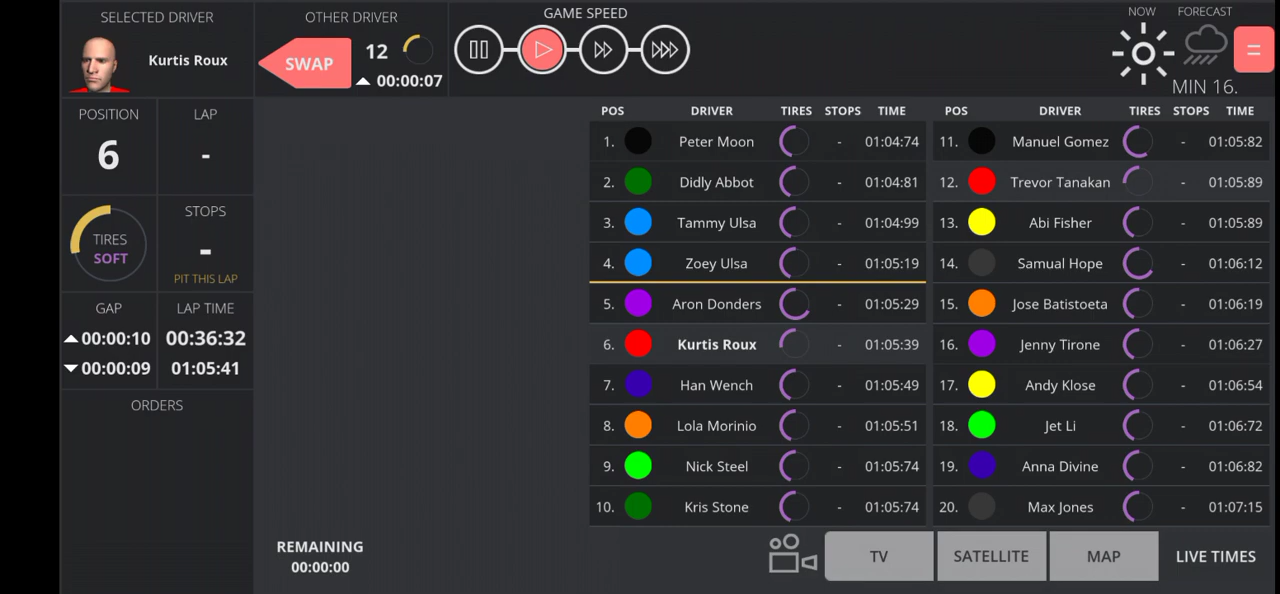 SELECTED DRIVER
Kurtis Roux
OTHER DRIVER
SWAP
12
00:00:07
GAME SPEED
NOW FORECAST
MIN 16.
POSITION
6
LAP
-
TIRES
SOFT
STOPS
-
PIT THIS LAP
GAP
00:00:10
00:00:09
LAP TIME
00:36:32
01:05:41
ORDERS
REMAINING
00:00:00
POS DRIVER TIRES STOPS TIME
1. Peter Moon - 01:04:74
2. Didly Abbot - 01:04:81
3. Tammy Ulsa - 01:04:99
4. Zoey Ulsa - 01:05:19
5. Aron Donders - 01:05:29
6. Kurtis Roux - 01:05:39
7. Han Wench - 01:05:49
8. Lola Morinio - 01:05:51
9. Nick Steel - 01:05:74
10. Kris Stone - 01:05:74
POS DRIVER TIRES STOPS TIME
11. Manuel Gomez - 01:05:82
12. Trevor Tanakan - 01:05:89
13. Abi Fisher - 01:05:89
14. Samual Hope - 01:06:12
15. Jose Batistoeta - 01:06:19
16. Jenny Tirone - 01:06:27
17. Andy Klose - 01:06:54
18. Jet Li - 01:06:72
19. Anna Divine - 01:06:82
20. Max Jones - 01:07:15
TV SATELLITE MAP LIVE TIMES